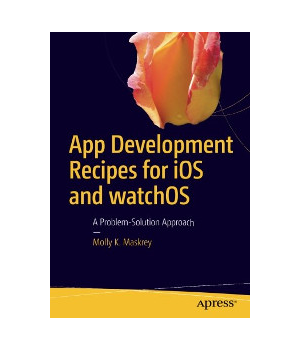 App Development
Recipes for iOS
and watchOS
A Problem-Solution Approach
—
Molly K. Maskrey
Apress®